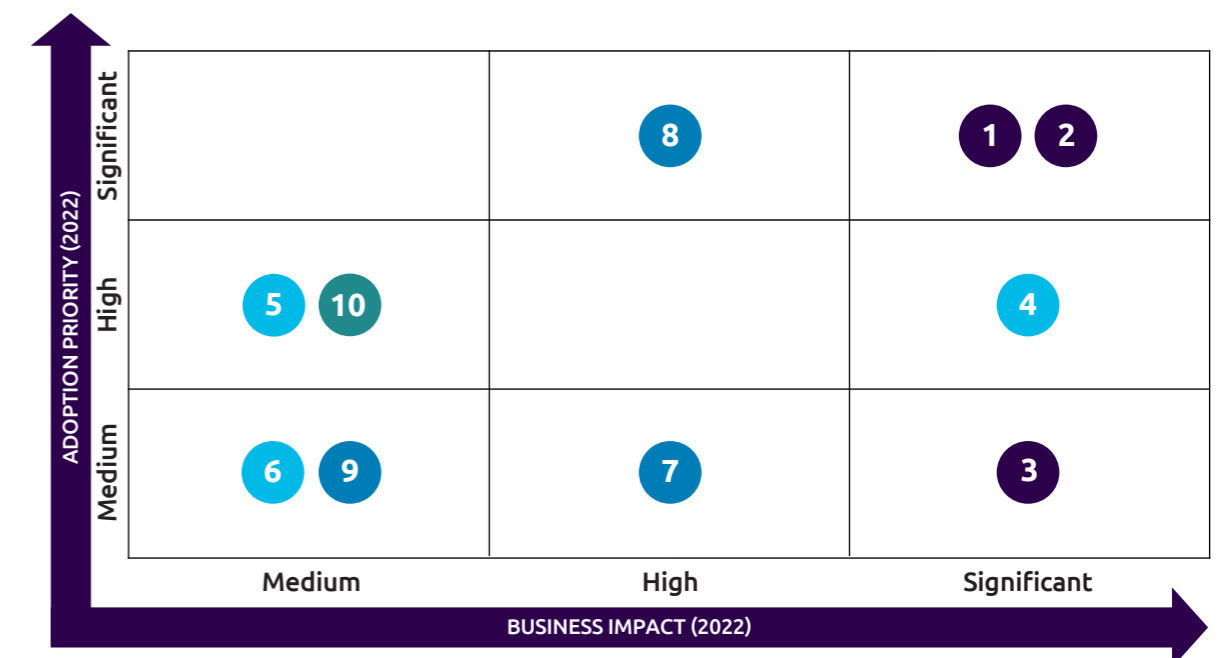 ADOPTION PRIORITY (2022)
Significant
8
1 2
High
5 10
4
Medium
6 9
7
3
Medium
High
Significant
BUSINESS IMPACT (2022)